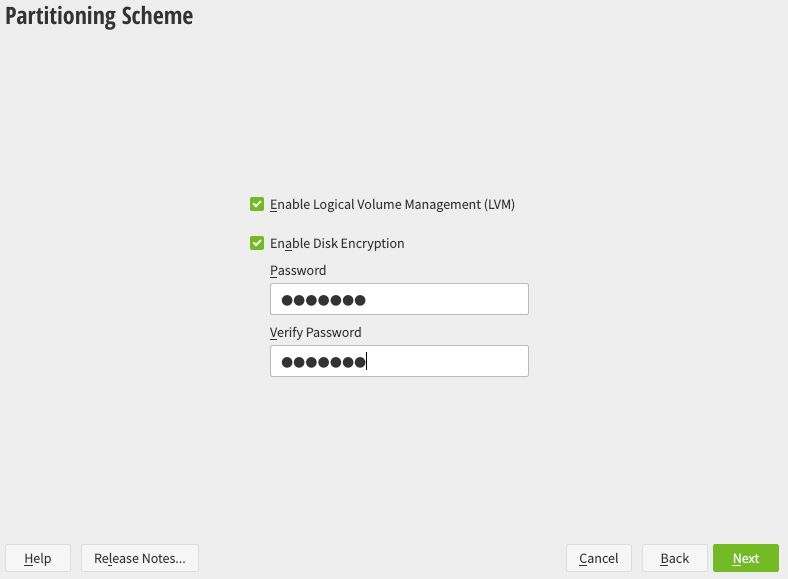 Partitioning Scheme
Enable Logical Volume Management (LVM)
Enable Disk Encryption
Password
●●●●●●●
Verify Password
●●●●●●●
Help Release Notes... Cancel Back Next